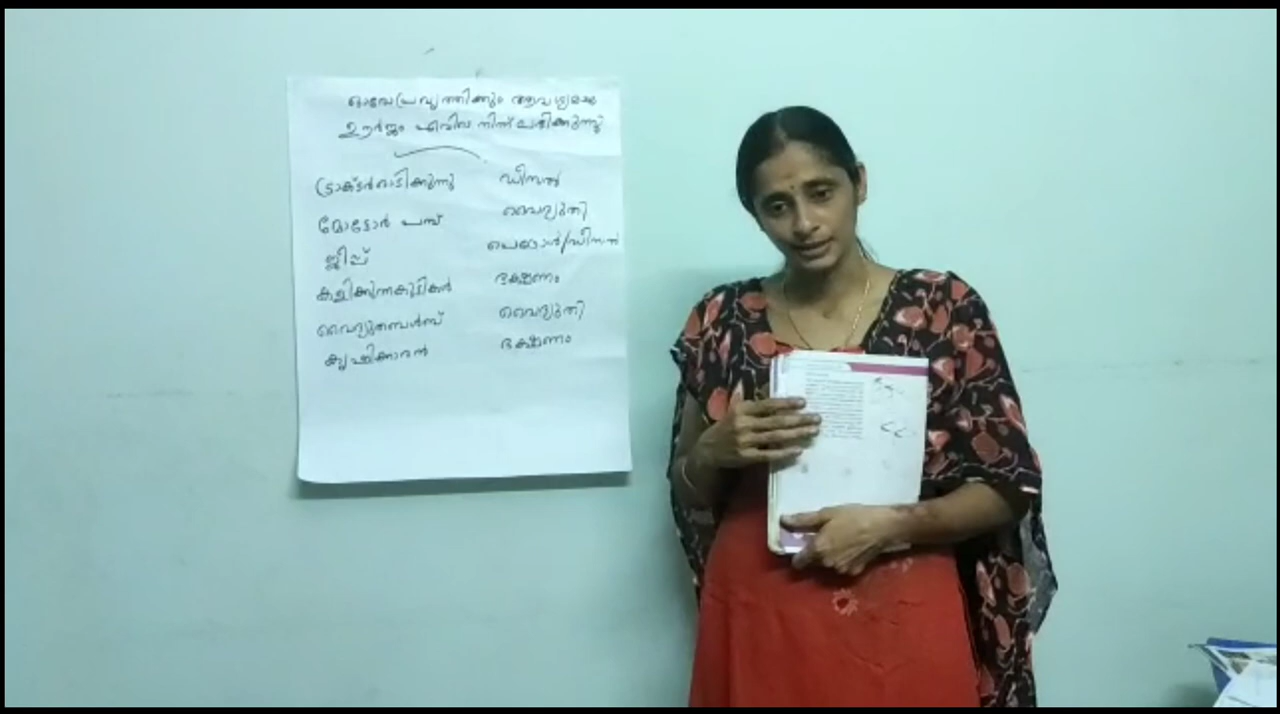 ഓരോ പ്രവൃത്തിക്കും ആവശ്യമായ
ഊർജ്ജം എവിടെ നിന്ന് ലഭിക്കുന്നു
ട്രാക്ടർ ഓടിക്കുന്നു ഡീസൽ
മോട്ടോർ പമ്പ് വൈദ്യുതി
ജീപ്പ് പെട്രോൾ/ഡീസൽ
കളിക്കുന്ന കുട്ടികൾ ഭക്ഷണം
വൈദ്യുതബൾബ് വൈദ്യുതി
കൃഷിക്കാരൻ ഭക്ഷണം